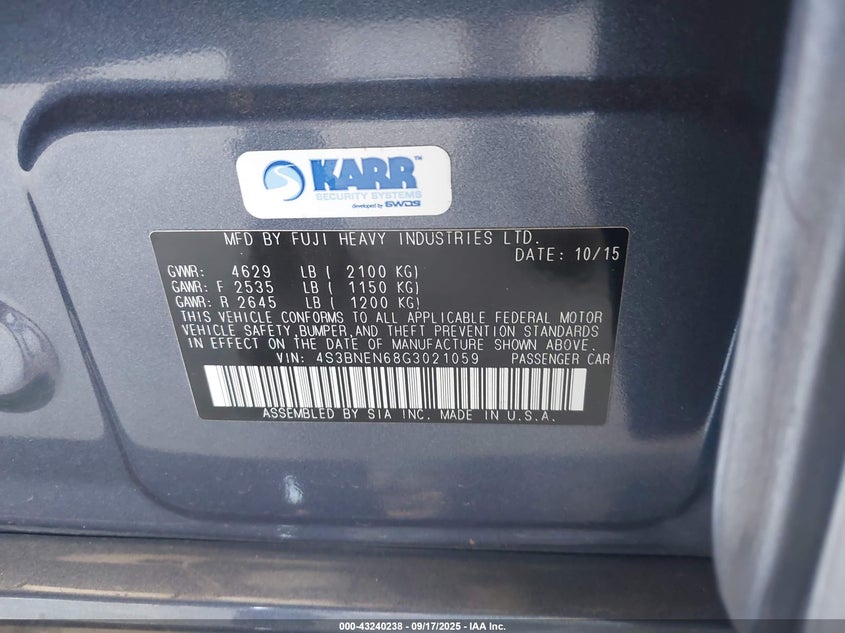 KARR™
SECURITY SYSTEMS
developed by SWDS
MFD BY FUJI HEAVY INDUSTRIES LTD.
DATE: 10/15
GVWR: 4629 LB ( 2100 KG)
GAWR: F 2535 LB ( 1150 KG)
GAWR: R 2645 LB ( 1200 KG)
THIS VEHICLE CONFORMS TO ALL APPLICABLE FEDERAL MOTOR
VEHICLE SAFETY,BUMPER,AND THEFT PREVENTION STANDARDS
IN EFFECT ON THE DATE OF MANUFACTURE SHOWN ABOVE.
VIN: 4S3BNEN68G3021059 PASSENGER CAR
ASSEMBLED BY SIA INC. MADE IN U.S.A.
000-43240238 - 09/17/2025 - IAA Inc.